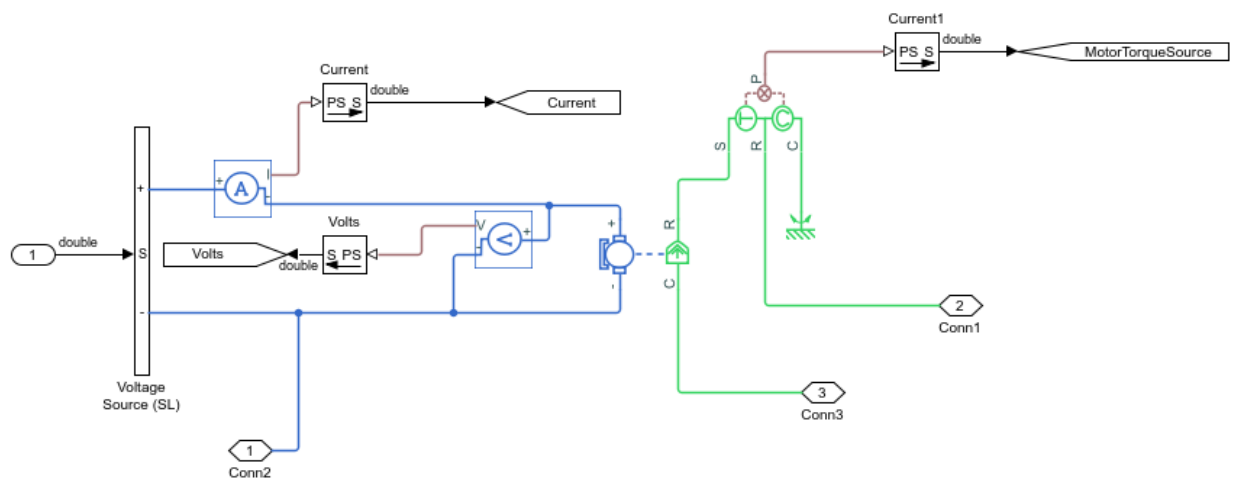 Current1
PS S
double
MotorTorqueSource
P
Current
PS S
double
Current
S
R
C
+
A
I
-
+
double
1
S
-
Volts
Volts
double
S PS
V
V
+
-
+
-
R
C
2
Conn1
3
Conn3
Voltage
Source (SL)
1
Conn2
T
C